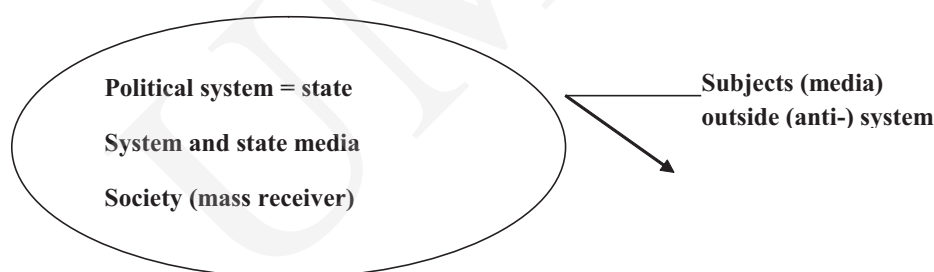 Political system = state
System and state media
Society (mass receiver)
Subjects (media)
outside (anti-) system